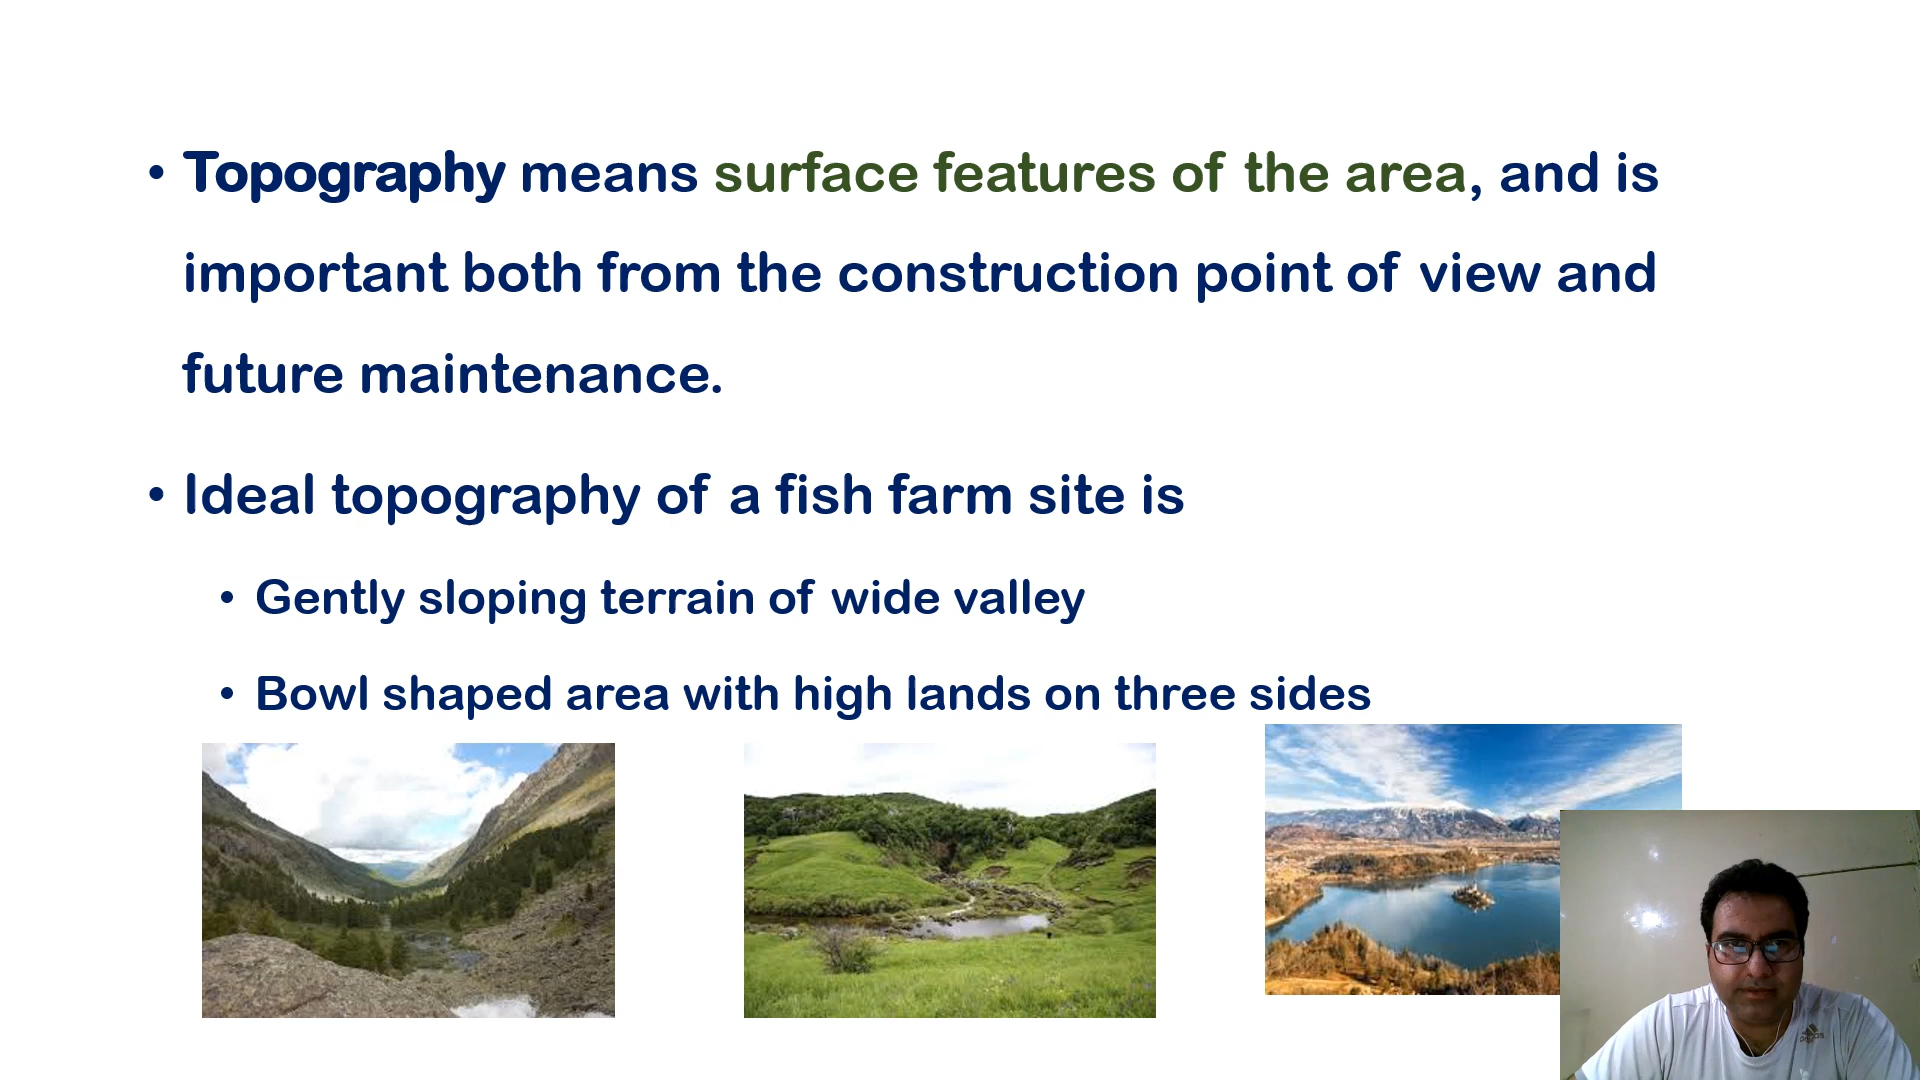 • Topography means surface features of the area, and is
important both from the construction point of view and
future maintenance.
• Ideal topography of a fish farm site is
• Gently sloping terrain of wide valley
• Bowl shaped area with high lands on three sides
adidas